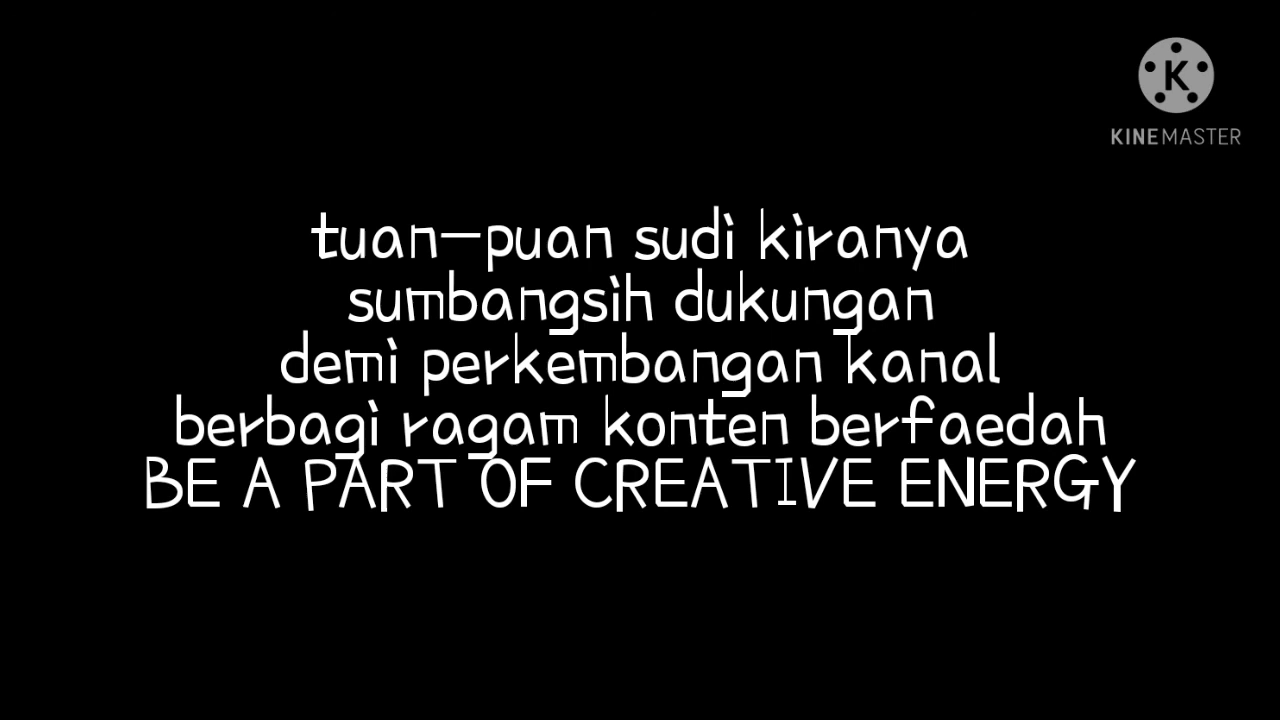 K
KINEMASTER
tuan-puan sudi kiranya
sumbangsih dukungan
demi perkembangan kanal
berbagi ragam konten berfaedah
BE A PART OF CREATIVE ENERGY